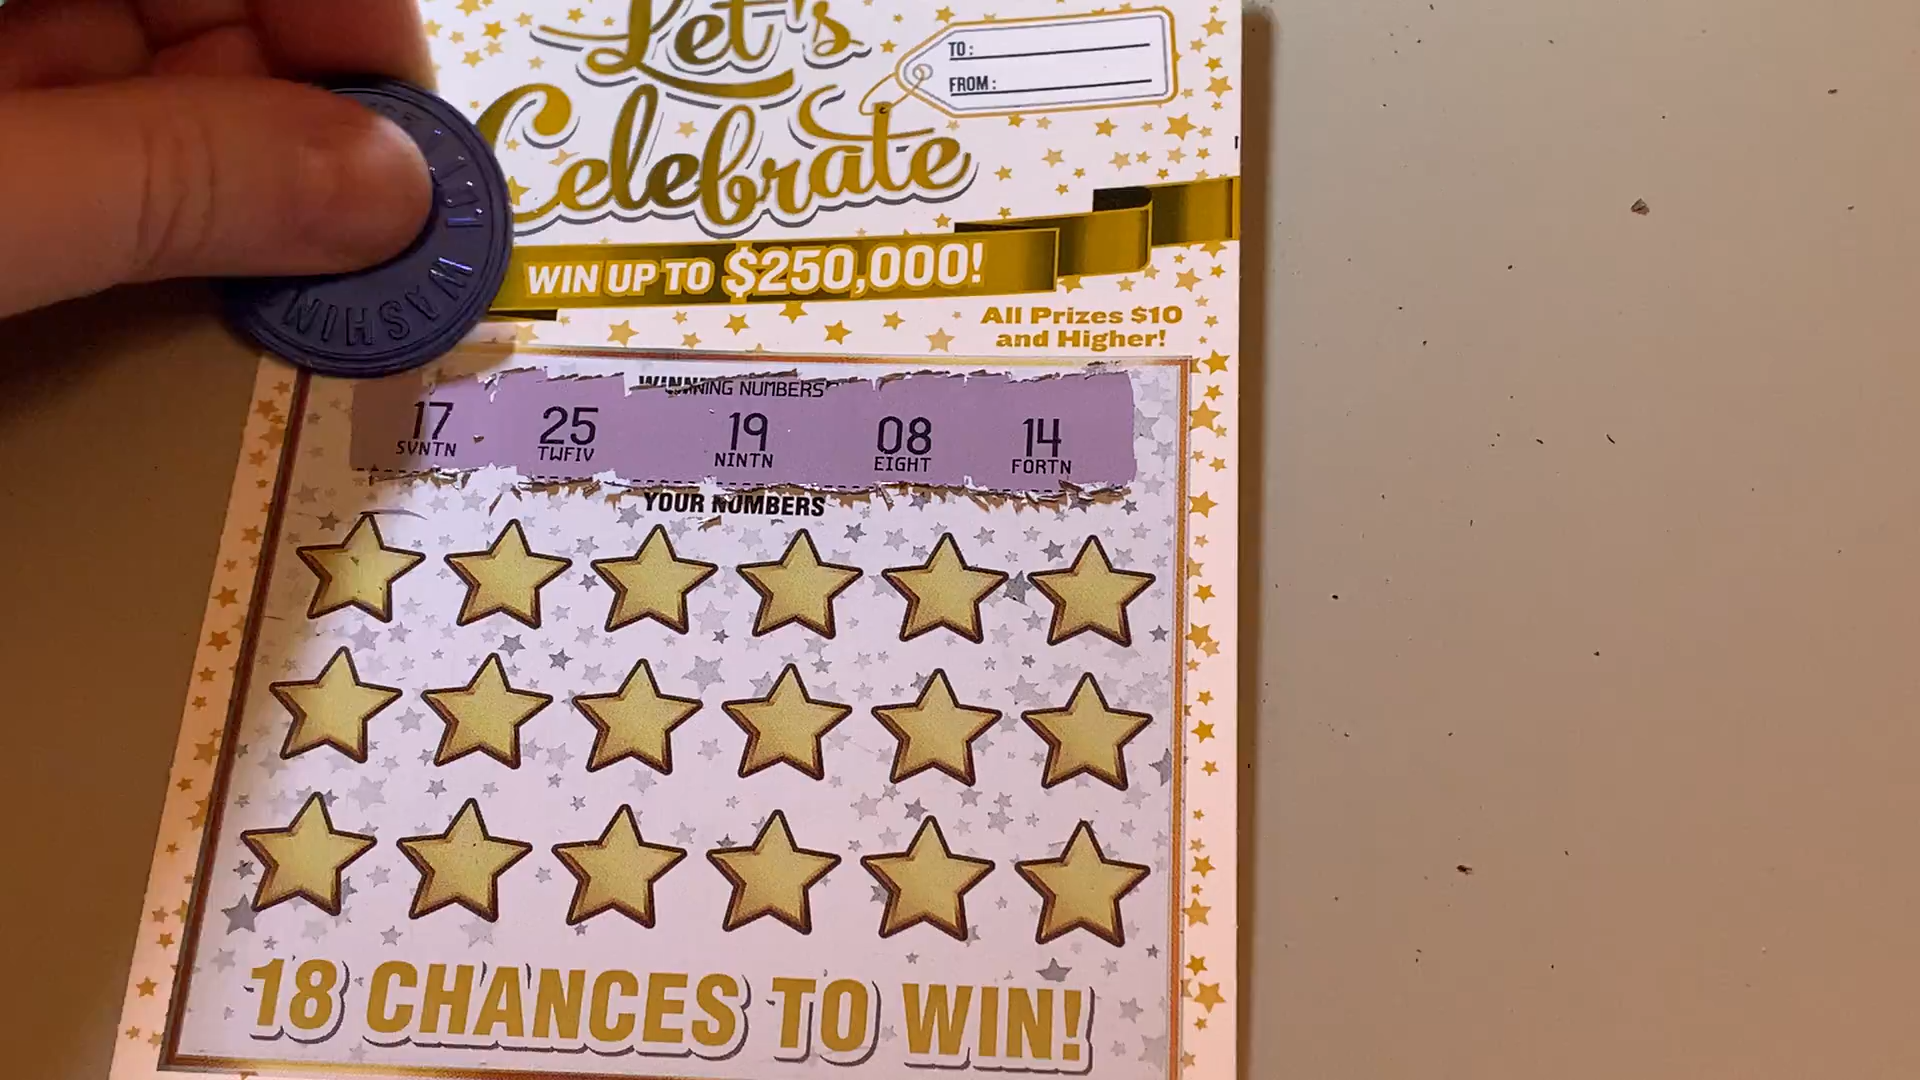 Let's
Celebrate
TO:
FROM:
WIN UP TO $250,000!
All Prizes $10
and Higher!
WINNING NUMBERS
17 25 19 08 14
SVNTN TWFIV NINTN EIGHT FORTN
YOUR NUMBERS
18 CHANCES TO WIN!